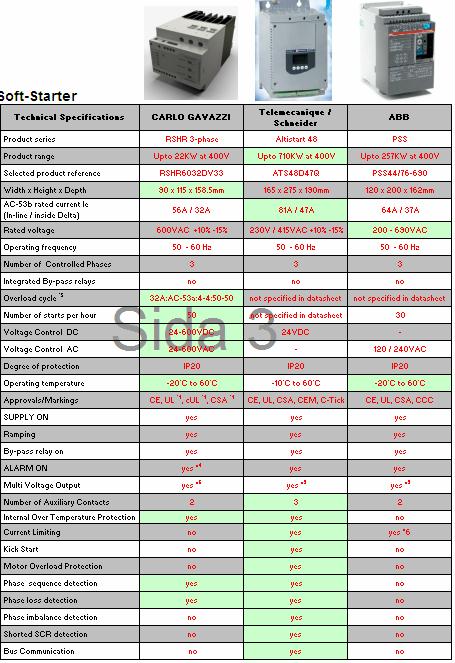 Soft-Starter
Technical Specifications CARLO GAVAZZI Telemecanique / Schneider ABB
Product series RSHR 3-phase Altistart 48 PSS
Product range Upto 22KW at 400V Upto 710KW at 400V Upto 257KW at 400V
Selected product reference RSHR6032DV33 ATS48D47Q PSS44/76-690
Width x Height x Depth 90 x 115 x 158.5mm 165 x 275 x 190mm 120 x 200 x 162mm
AC-53b rated current Ie (In-line / inside Delta) 56A / 32A 81A / 47A 64A / 37A
Rated voltage 600VAC +10% -15% 230V / 415VAC +10% -15% 200 - 690VAC
Operating frequency 50 - 60 Hz 50 - 60 Hz 50 - 60 Hz
Number of Controlled Phases 3 3 3
Integrated By-pass relays no no no
Overload cycle *5 32A:AC-53a:4-4:50-50 not specified in datasheet not specified in datasheet
Number of starts per hour 50 not specified in datasheet 30
Voltage Control DC 24-600VDC 24VDC -
Voltage Control AC 24-600VAC - 120 / 240VAC
Degree of protection IP20 IP20 IP20
Operating temperature -20°C to 60°C -10°C to 60°C -20°C to 60°C
Approvals/Markings CE, UL *1, cUL *1, CSA *1 CE, UL, CSA, CEM, C-Tick CE, UL, CSA, CCC
SUPPLY ON yes yes yes
Ramping yes yes yes
By-pass relay on yes yes yes
ALARM ON yes *4 yes yes
Multi Voltage Output yes yes *3 yes *3
Number of Auxiliary Contacts 2 3 2
Internal Over Temperature Protection yes yes no
Current Limiting no yes yes *6
Kick Start no yes no
Motor Overload Protection no yes no
Phase sequence detection yes yes no
Phase loss detection yes yes no
Phase imbalance detection no yes no
Shorted SCR detection no yes no
Bus Communication no yes no
Sida 3